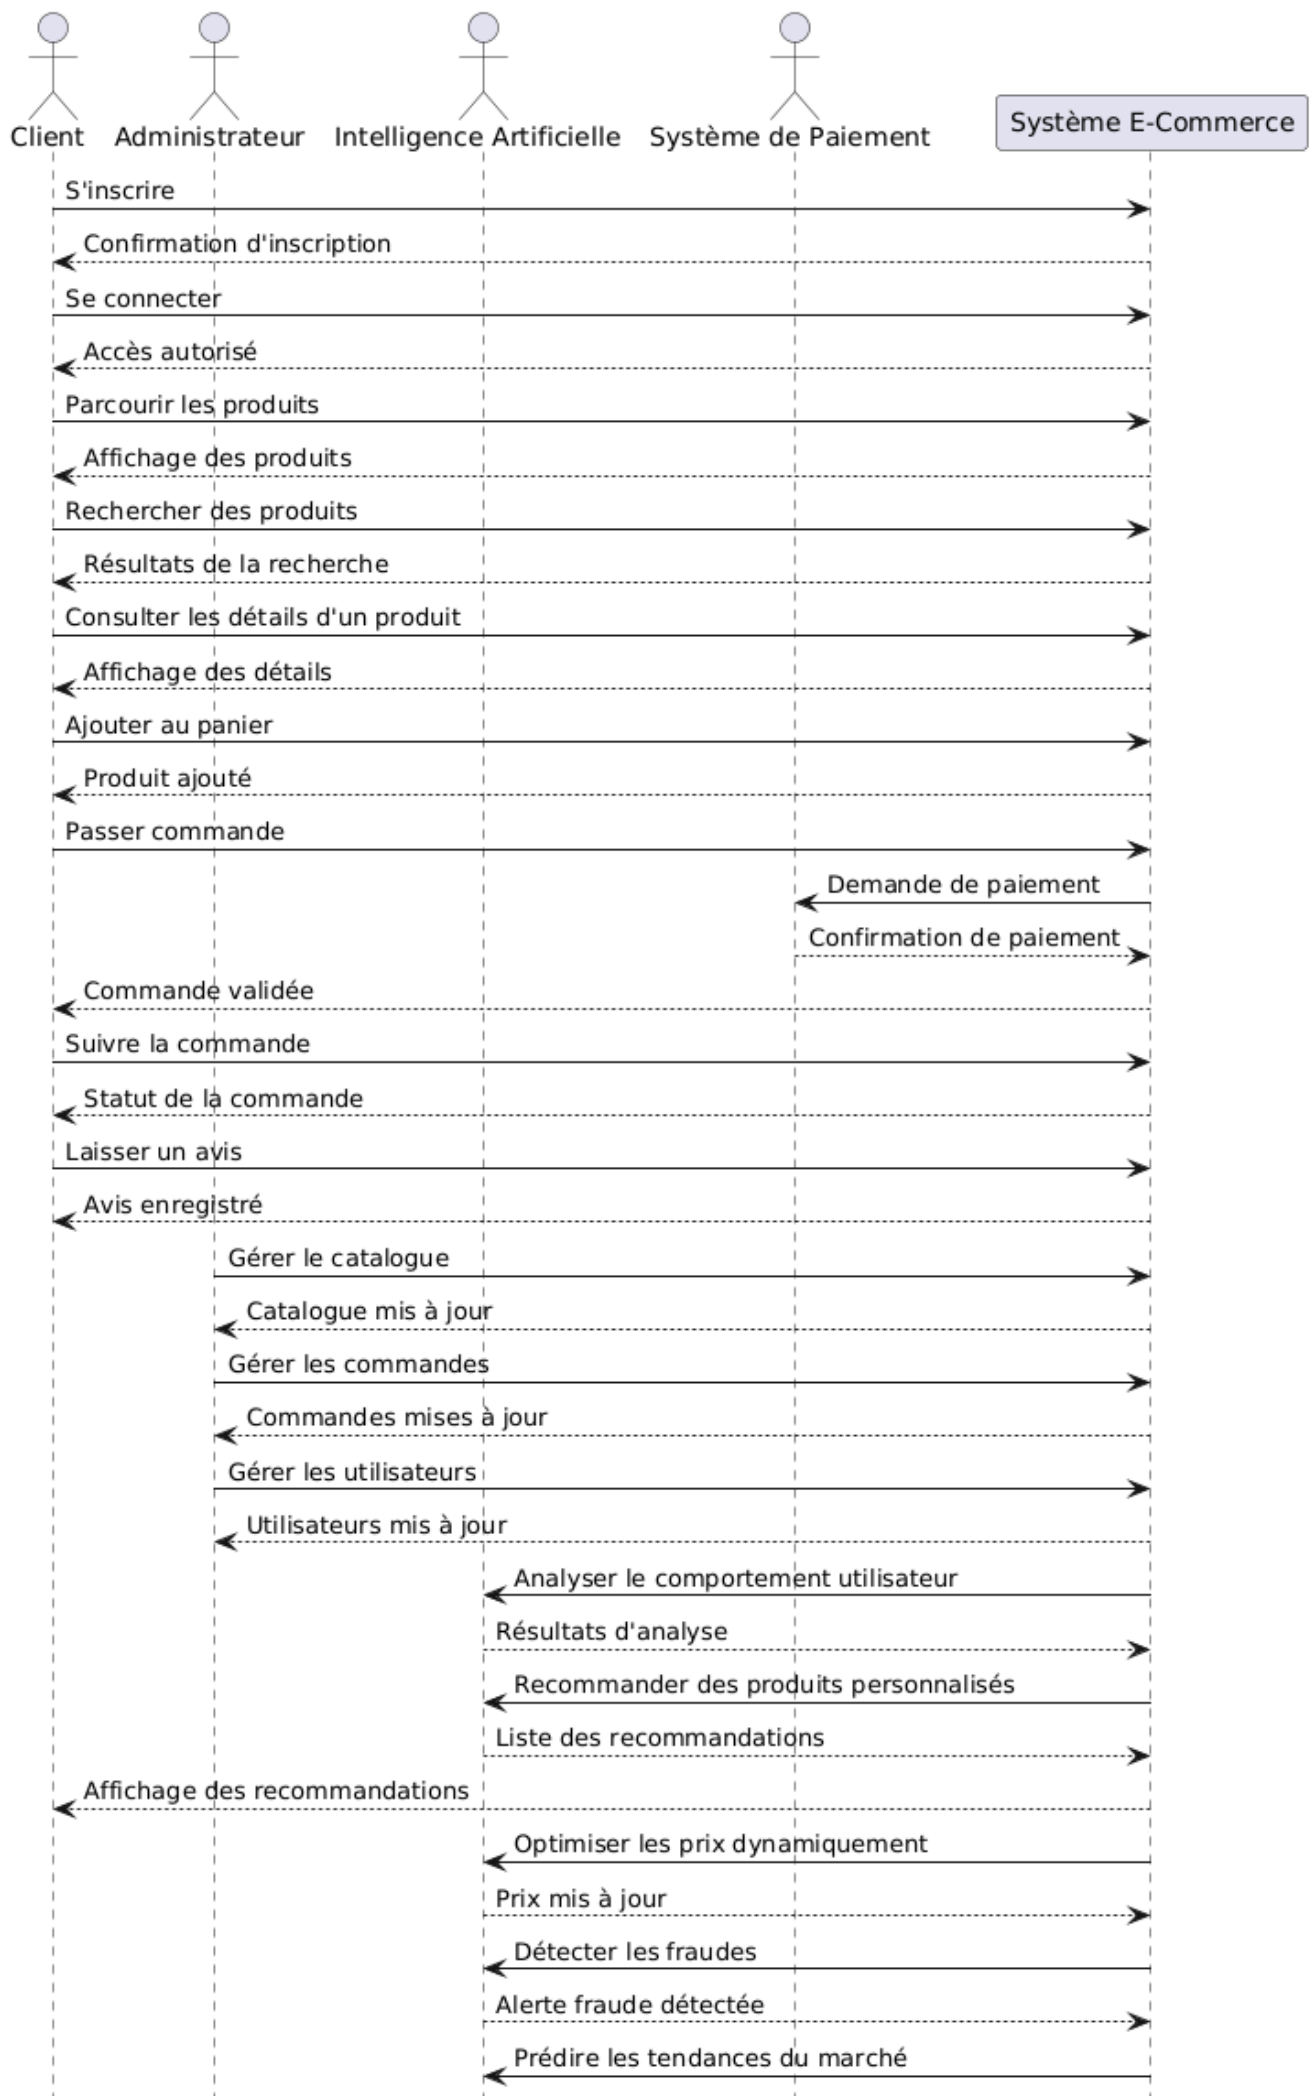 Client
Administrateur
Intelligence Artificielle
Système de Paiement
Système E-Commerce
S'inscrire
Confirmation d'inscription
Se connecter
Accès autorisé
Parcourir les produits
Affichage des produits
Rechercher des produits
Résultats de la recherche
Consulter les détails d'un produit
Affichage des détails
Ajouter au panier
Produit ajouté
Passer commande
Demande de paiement
Confirmation de paiement
Commande validée
Suivre la commande
Statut de la commande
Laisser un avis
Avis enregistré
Gérer le catalogue
Catalogue mis à jour
Gérer les commandes
Commandes mises à jour
Gérer les utilisateurs
Utilisateurs mis à jour
Analyser le comportement utilisateur
Résultats d'analyse
Recommander des produits personnalisés
Liste des recommandations
Affichage des recommandations
Optimiser les prix dynamiquement
Prix mis à jour
Détecter les fraudes
Alerte fraude détectée
Prédire les tendances du marché